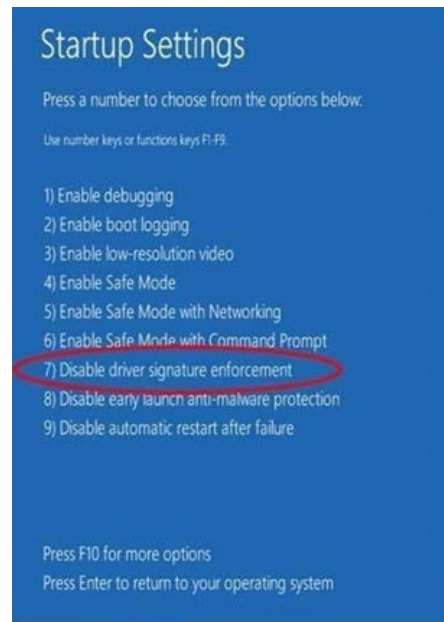 Startup Settings
Press a number to choose from the options below:
Use number keys or functions keys F1-F9.
1) Enable debugging
2) Enable boot logging
3) Enable low-resolution video
4) Enable Safe Mode
5) Enable Safe Mode with Networking
6) Enable Safe Mode with Command Prompt
7) Disable driver signature enforcement
8) Disable early launch anti-malware protection
9) Disable automatic restart after failure
Press F10 for more options
Press Enter to return to your operating system